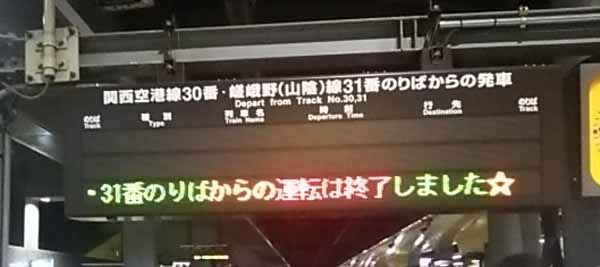 関西空港線30番・嵯峨野(山陰)線31番のりばからの発車
Depart from Track No.30,31
のりば 種別 列車名 時刻 行先 のりば
Track Type Train Name Departure Time Destination Track
・31番のりばからの運転は終了しました☆